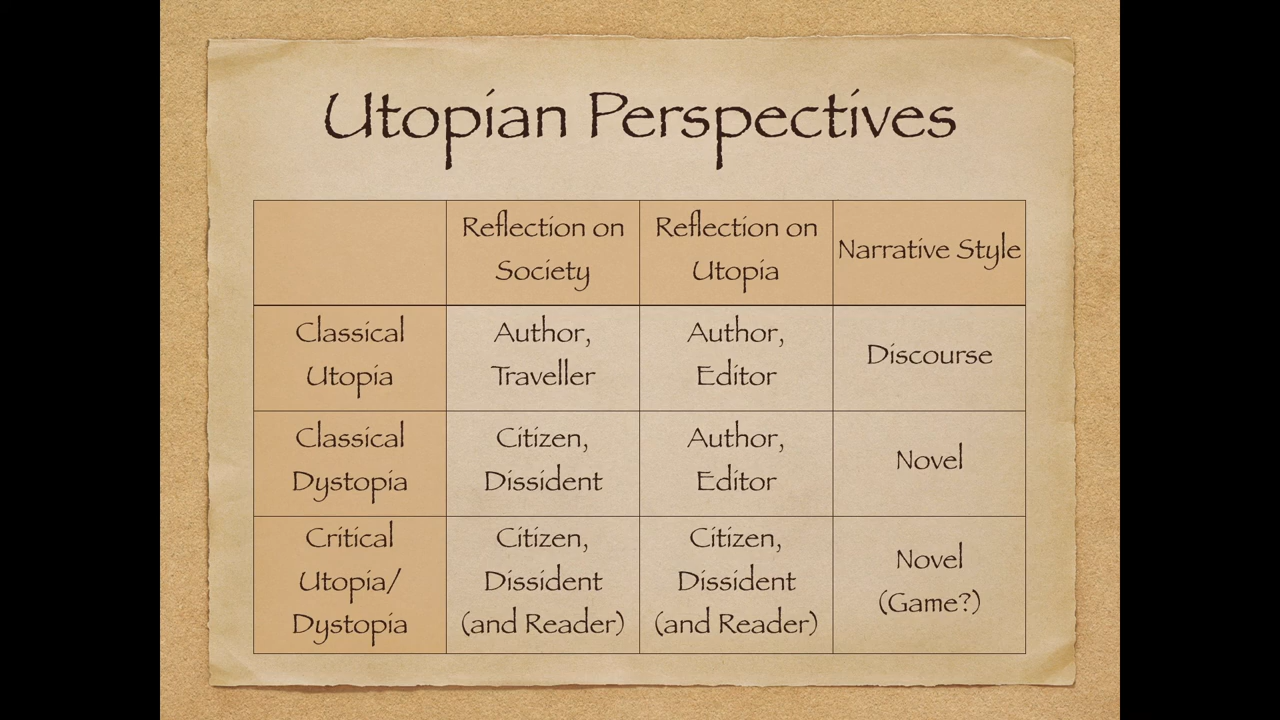 Utopian Perspectives
Reflection on
Society
Reflection on
Utopia
Narrative Style
Classical
Utopia
Author,
Traveller
Author,
Editor
Discourse
Classical
Dystopia
Citizen,
Dissident
Author,
Editor
Novel
Critical
Utopia/
Dystopia
Citizen,
Dissident
(and Reader)
Citizen,
Dissident
(and Reader)
Novel
(Game?)